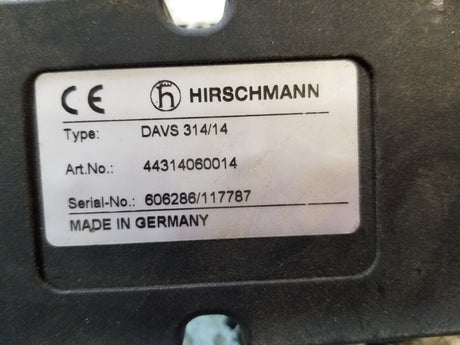 CE HIRSCHMANN
Type: DAVS 314/14
Art.No.: 44314060014
Serial-No.: 606286/117787
MADE IN GERMANY